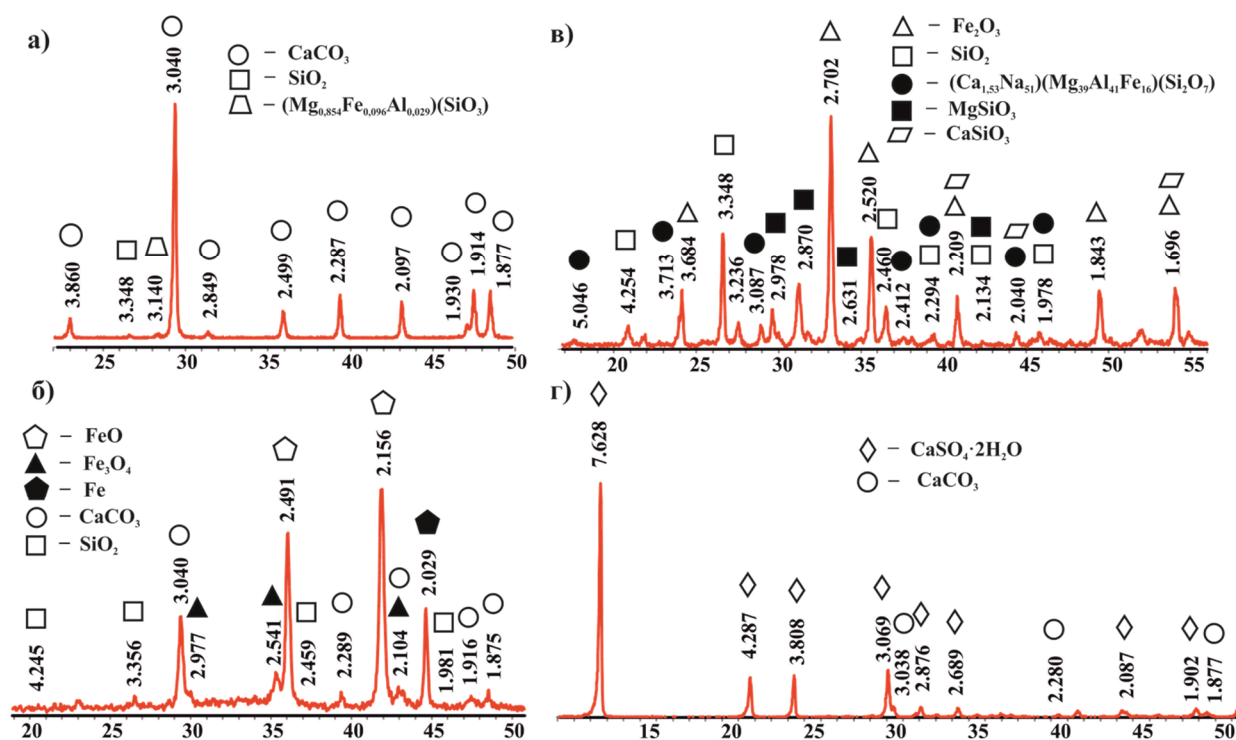 а)
– CaCO₃
– SiO₂
– (Mg₀,₈₅₄Fe₀,₀₉₆Al₀,₀₂₉)(SiO₃)
3.860
3.348
3.140
3.040
2.849
2.499
2.287
2.097
1.930
1.914
1.877
25 30 35 40 45 50
в)
– Fe₂O₃
– SiO₂
– (Ca₁,₅₃Na₅₁)(Mg₃₉Al₄₁Fe₁₆)(Si₂O₇)
– MgSiO₃
– CaSiO₃
5.046
4.254
3.713
3.684
3.348
3.236
3.087
2.978
2.870
2.702
2.631
2.520
2.460
2.412
2.294
2.209
2.134
2.040
1.978
1.843
1.696
20 25 30 35 40 45 50 55
б)
– FeO
– Fe₃O₄
– Fe
– CaCO₃
– SiO₂
4.245
3.356
3.040
2.977
2.541
2.491
2.459
2.289
2.156
2.104
2.029
1.981
1.916
1.875
20 25 30 35 40 45 50
г)
– CaSO₄·2H₂O
– CaCO₃
7.628
4.287
3.808
3.069
3.038
2.876
2.689
2.280
2.087
1.902
1.877
15 20 25 30 35 40 45 50